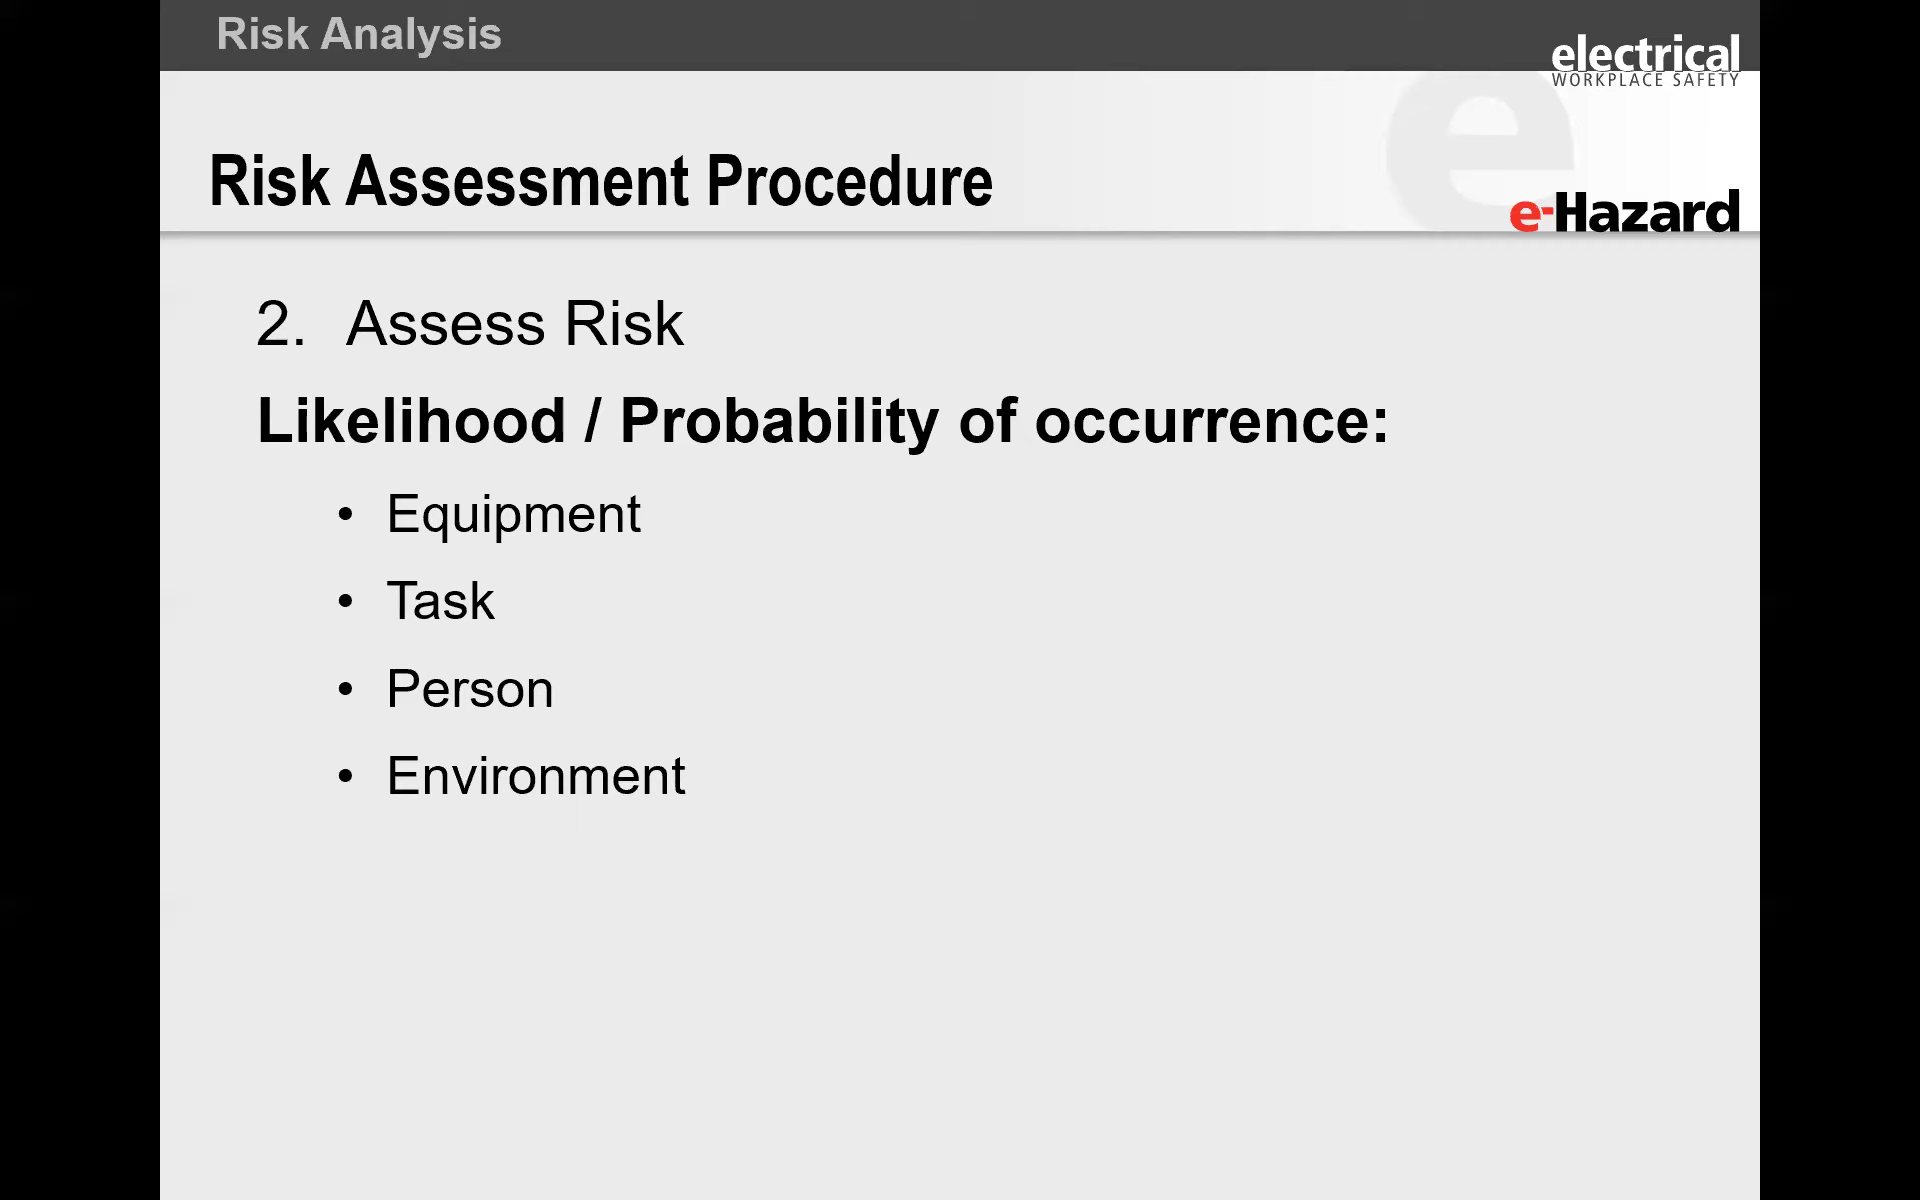 Risk Analysis
electrical
WORKPLACE SAFETY
Risk Assessment Procedure
e-Hazard
2. Assess Risk
Likelihood / Probability of occurrence:
• Equipment
• Task
• Person
• Environment